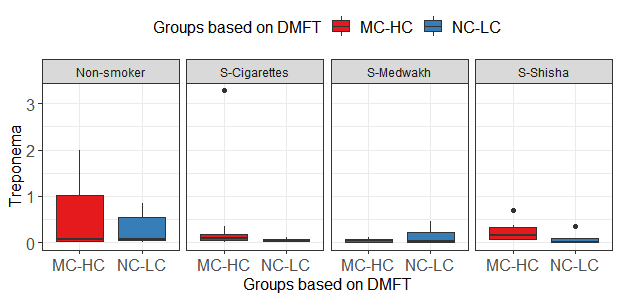 Groups based on DMFT MC-HC NC-LC
Non-smoker S-Cigarettes S-Medwakh S-Shisha
Treponema
3
2
1
0
MC-HC NC-LC MC-HC NC-LC MC-HC NC-LC MC-HC NC-LC
Groups based on DMFT